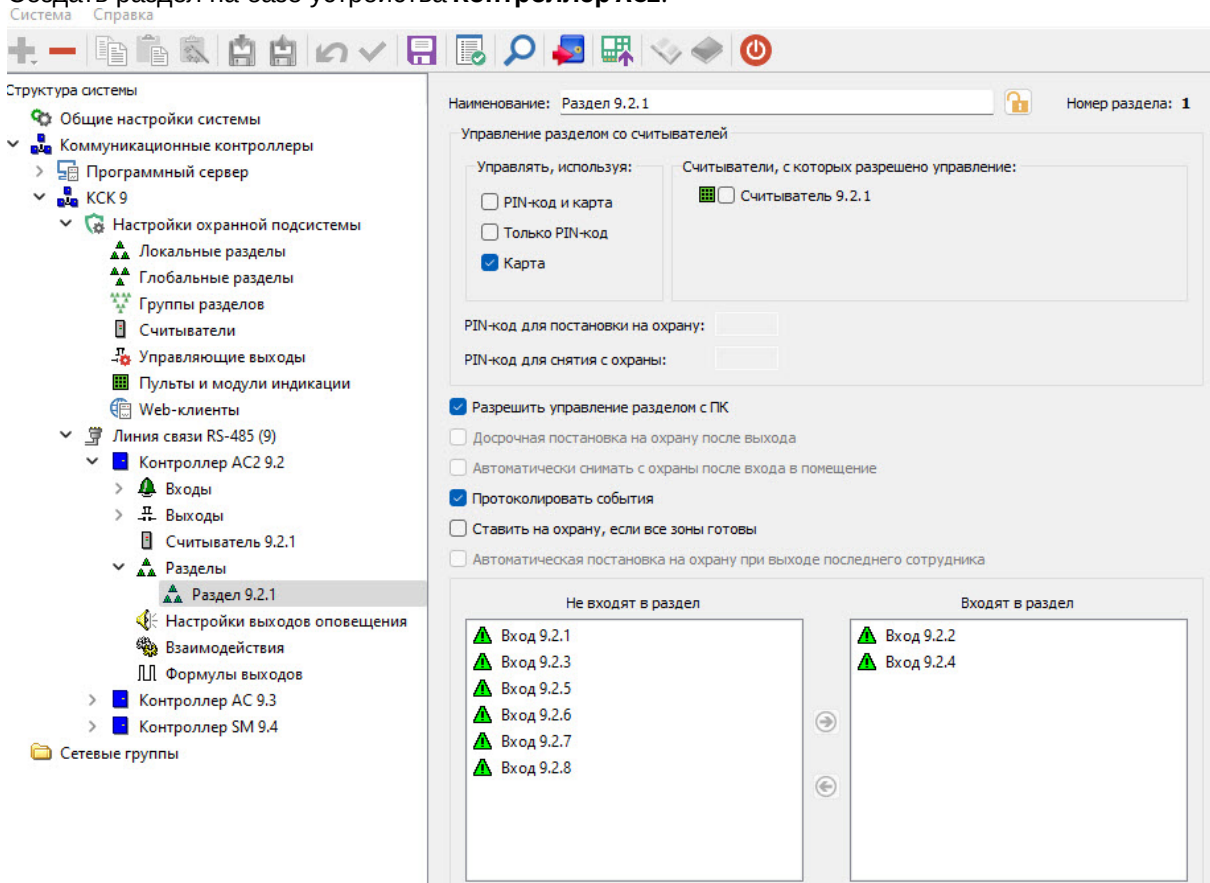 Создать раздел на базе устройства Контроллер АС2.
Система Справка
Структура системы
Общие настройки системы
Коммуникационные контроллеры
Программный сервер
КСК 9
Настройки охранной подсистемы
Локальные разделы
Глобальные разделы
Группы разделов
Считыватели
Управляющие выходы
Пульты и модули индикации
Web-клиенты
Линия связи RS-485 (9)
Контроллер AC2 9.2
Входы
Выходы
Считыватель 9.2.1
Разделы
Раздел 9.2.1
Настройки выходов оповещения
Взаимодействия
Формулы выходов
Контроллер AC 9.3
Контроллер SM 9.4
Сетевые группы
Наименование: Раздел 9.2.1 Номер раздела: 1
Управление разделом со считывателей
Управлять, используя:
PIN-код и карта
Только PIN-код
Карта
Считыватели, с которых разрешено управление:
Считыватель 9.2.1
PIN-код для постановки на охрану:
PIN-код для снятия с охраны:
Разрешить управление разделом с ПК
Досрочная постановка на охрану после выхода
Автоматически снимать с охраны после входа в помещение
Протоколировать события
Ставить на охрану, если все зоны готовы
Автоматическая постановка на охрану при выходе последнего сотрудника
Не входят в раздел
Вход 9.2.1
Вход 9.2.3
Вход 9.2.5
Вход 9.2.6
Вход 9.2.7
Вход 9.2.8
Входят в раздел
Вход 9.2.2
Вход 9.2.4